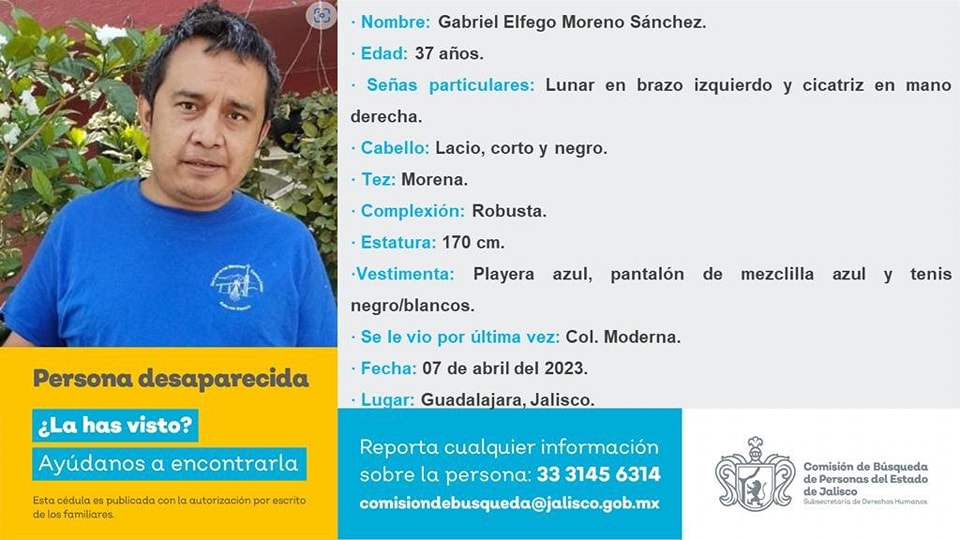 · Nombre: Gabriel Elfego Moreno Sánchez.
· Edad: 37 años.
· Señas particulares: Lunar en brazo izquierdo y cicatriz en mano
derecha.
· Cabello: Lacio, corto y negro.
· Tez: Morena.
· Complexión: Robusta.
· Estatura: 170 cm.
·Vestimenta: Playera azul, pantalón de mezclilla azul y tenis
negro/blancos.
· Se le vio por última vez: Col. Moderna.
· Fecha: 07 de abril del 2023.
· Lugar: Guadalajara, Jalisco.
Persona desaparecida
¿La has visto?
Ayúdanos a encontrarla
Esta cédula es publicada con la autorización por escrito
de los familiares.
Reporta cualquier información
sobre la persona: 33 3145 6314
comisiondebusqueda@jalisco.gob.mx
Comisión de Búsqueda
de Personas del Estado
de Jalisco
Subsecretaría de Derechos Humanos